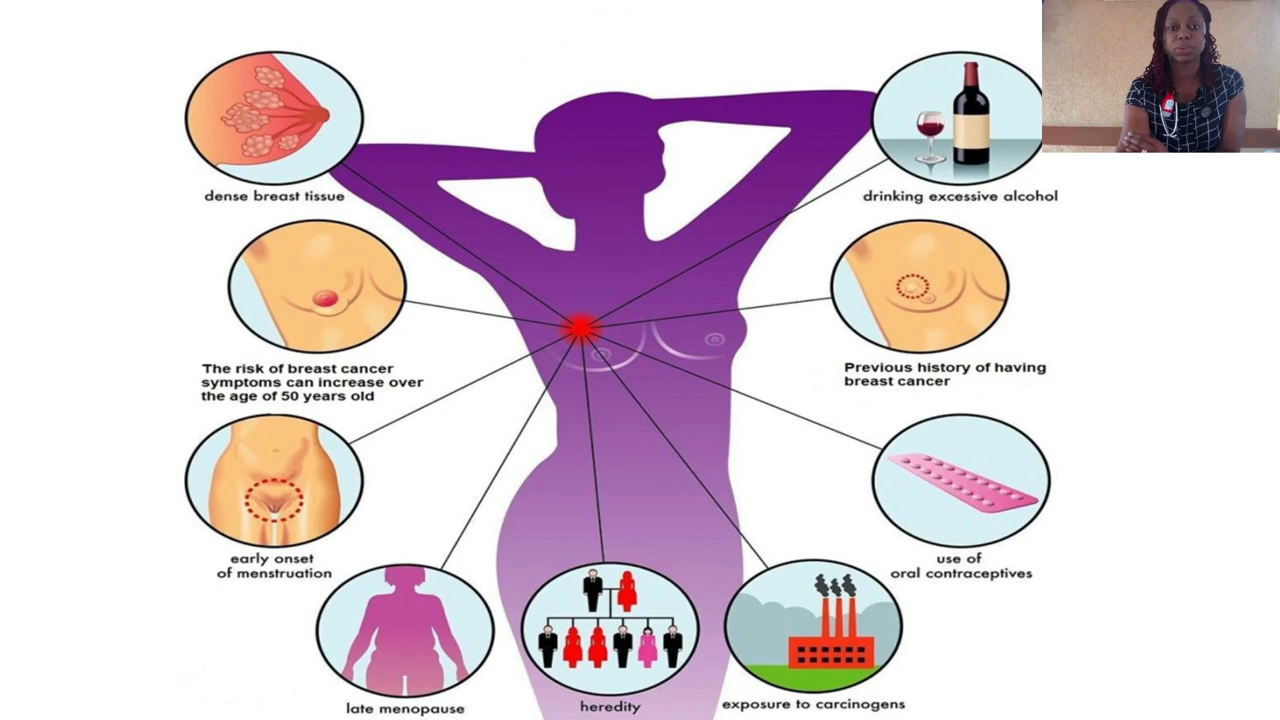 dense breast tissue
drinking excessive alcohol
The risk of breast cancer
symptoms can increase over
the age of 50 years old
Previous history of having
breast cancer
early onset
of menstruation
use of
oral contraceptives
late menopause
heredity
exposure to carcinogens